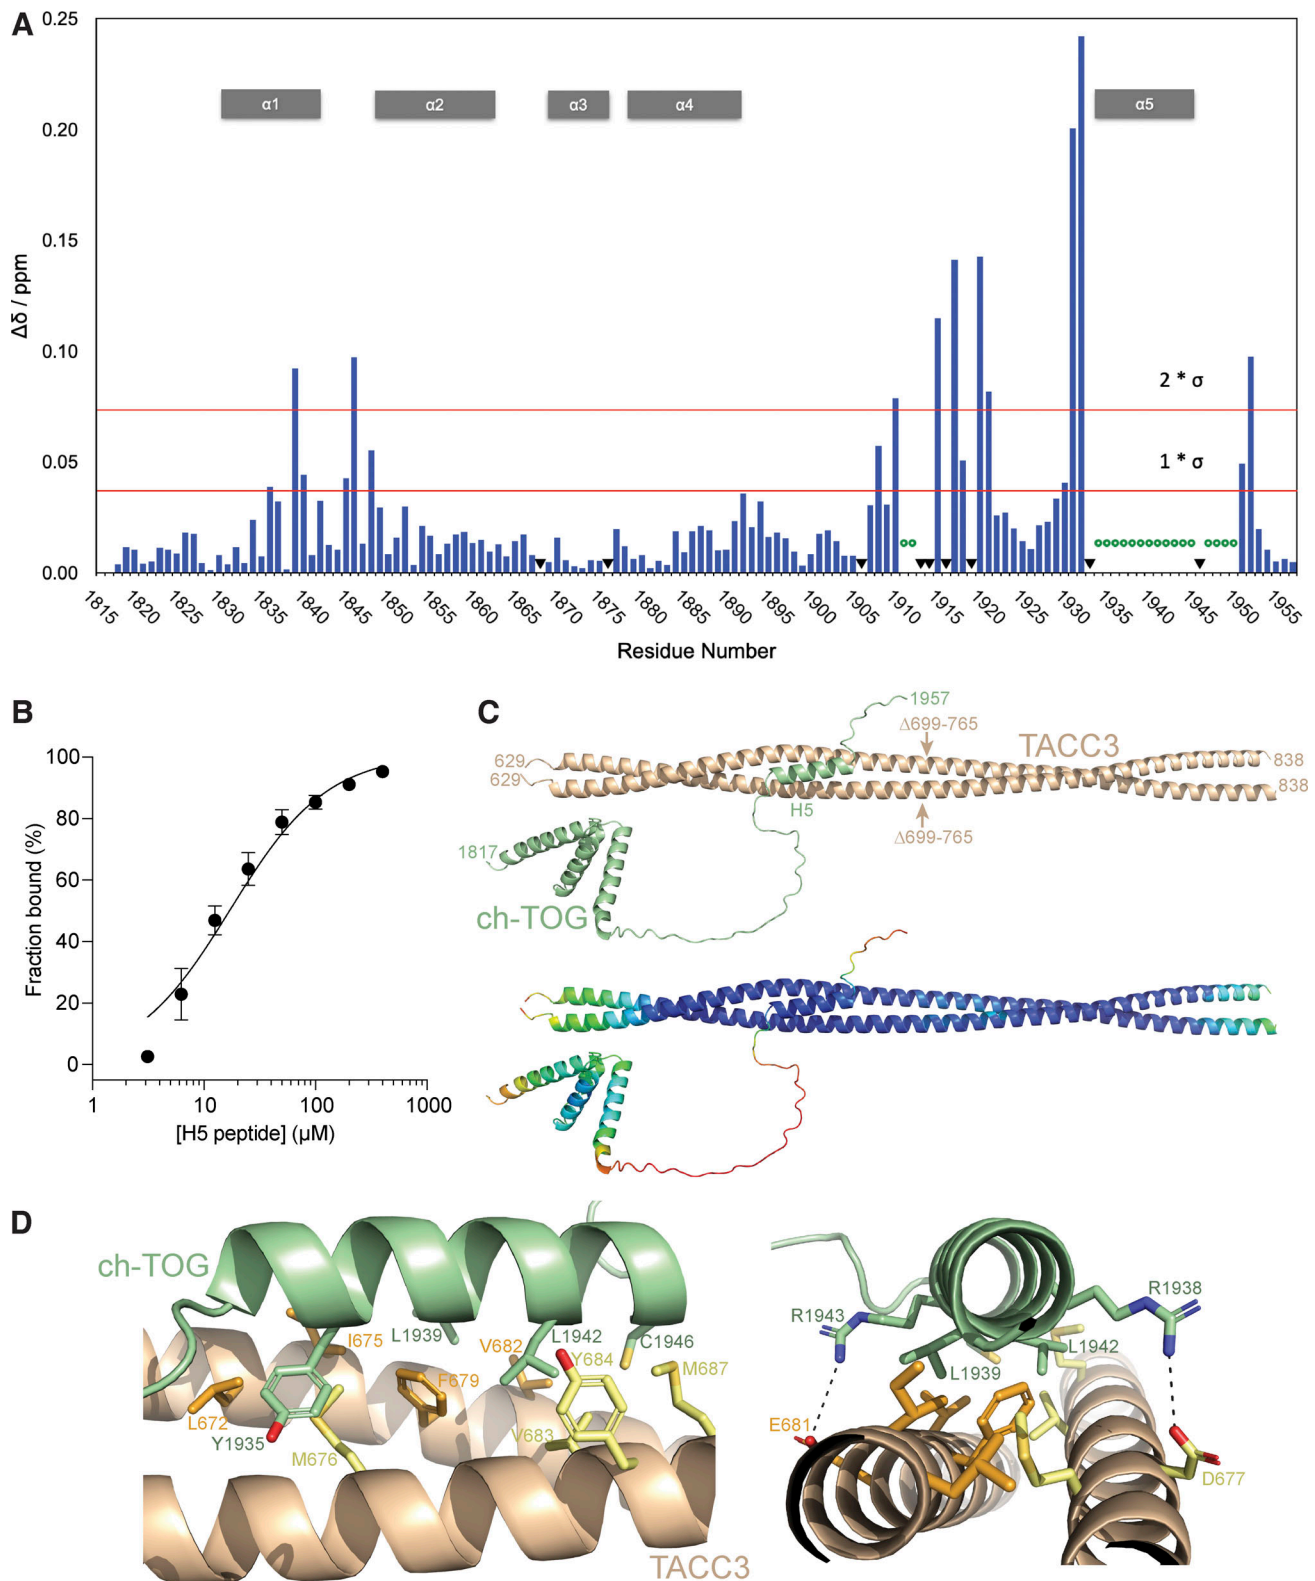 A
0.25
0.20
0.15
0.10
0.05
0.00
Δδ / ppm
α1
α2
α3
α4
α5
2 * σ
1 * σ
1815
1820
1825
1830
1835
1840
1845
1850
1855
1860
1865
1870
1875
1880
1885
1890
1895
1900
1905
1910
1915
1920
1925
1930
1935
1940
1945
1950
1955
Residue Number
B
100
80
60
40
20
0
Fraction bound (%)
1
10
100
1000
[H5 peptide] (µM)
C
1957
Δ699-765
TACC3
629
629
838
838
H5
Δ699-765
1817
ch-TOG
D
ch-TOG
I675
L1939
V682
L1942
Y684
C1946
M687
L672
F679
Y1935
M676
V683
TACC3
R1943
R1938
L1942
L1939
E681
D677